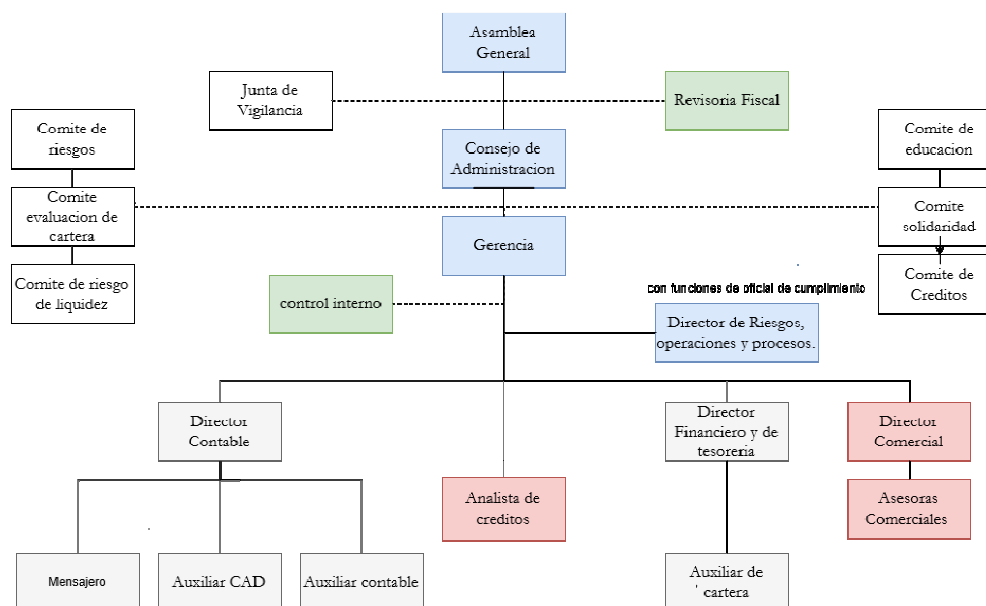 Asamblea
General
Junta de
Vigilancia
Revisoria Fiscal
Comite de
riesgos
Consejo de
Administracion
Comite de
educacion
Comite
evaluacion de
cartera
Comite
solidaridad
Gerencia
Comite de riesgo
de liquidez
Comite de
Creditos
control interno
con funciones de oficial de cumplimiento
Director de Riesgos,
operaciones y procesos.
Director
Contable
Director
Financiero y de
tesoreria
Director
Comercial
Analista de
creditos
Asesoras
Comerciales
Mensajero
Auxiliar CAD
Auxiliar contable
Auxiliar de
cartera